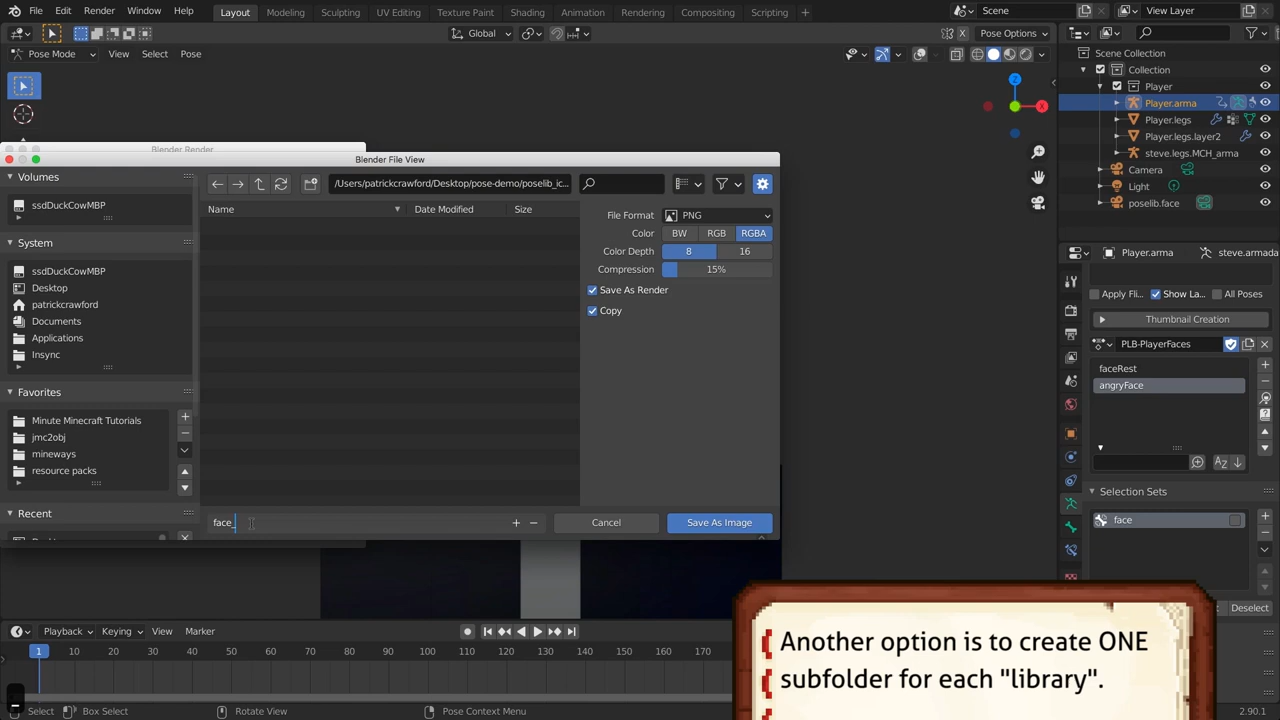 File Edit Render Window Help
Layout Modeling Sculpting UV Editing Texture Paint Shading Animation Rendering Compositing Scripting +
Scene
View Layer
Global
Pose Options
Pose Mode View Select Pose
Scene Collection
Collection
Player
Player.arma
Player.legs
Player.legs.layer2
steve.legs.MCH_arma
Camera
Light
poselib.face
Z
X
Blender Render
Blender File View
Volumes
ssdDuckCowMBP
System
ssdDuckCowMBP
Desktop
patrickcrawford
Documents
Applications
Insync
Favorites
Minute Minecraft Tutorials
jmc2obj
mineways
resource packs
Recent
/Users/patrickcrawford/Desktop/pose-demo/poselib_ic...
Name Date Modified Size
File Format PNG
Color BW RGB RGBA
Color Depth 8 16
Compression 15%
Save As Render
Copy
face_
Cancel
Save As Image
Player.arma steve.armada
Apply Fli... Show La... All Poses
Thumbnail Creation
PLB-PlayerFaces
faceRest
angryFace
Selection Sets
face
Deselect
Playback Keying View Marker
1 10 20 30 40 50 60 70 80 90 100 110 120 130 140 150 160 170
Another option is to create ONE
subfolder for each "library".
Select Box Select Rotate View Pose Context Menu
2.90.1